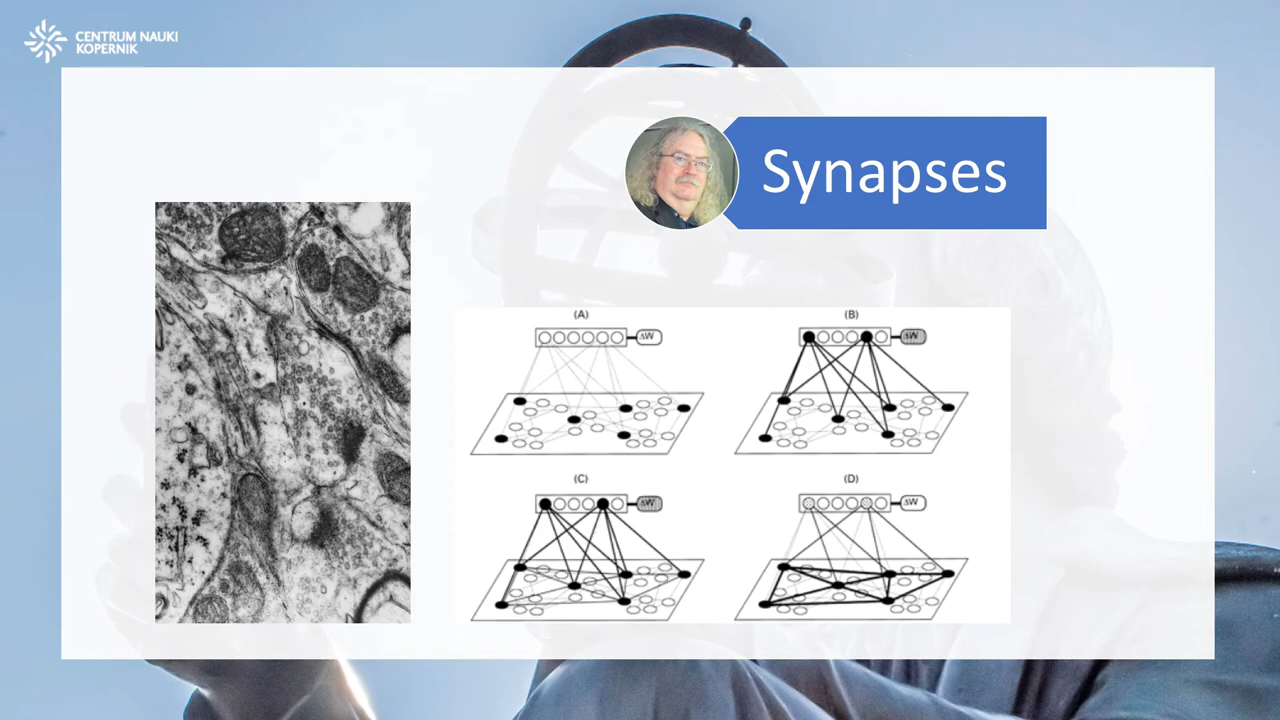 CENTRUM NAUKI
KOPERNIK
Synapses
(A)
(B)
ΔW
ΔW
(C)
(D)
ΔW
ΔW